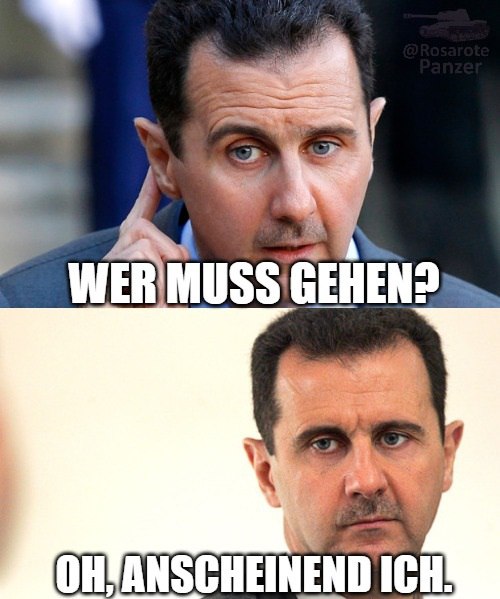 @Rosarote
Panzer
WER MUSS GEHEN?
OH, ANSCHEINEND ICH.